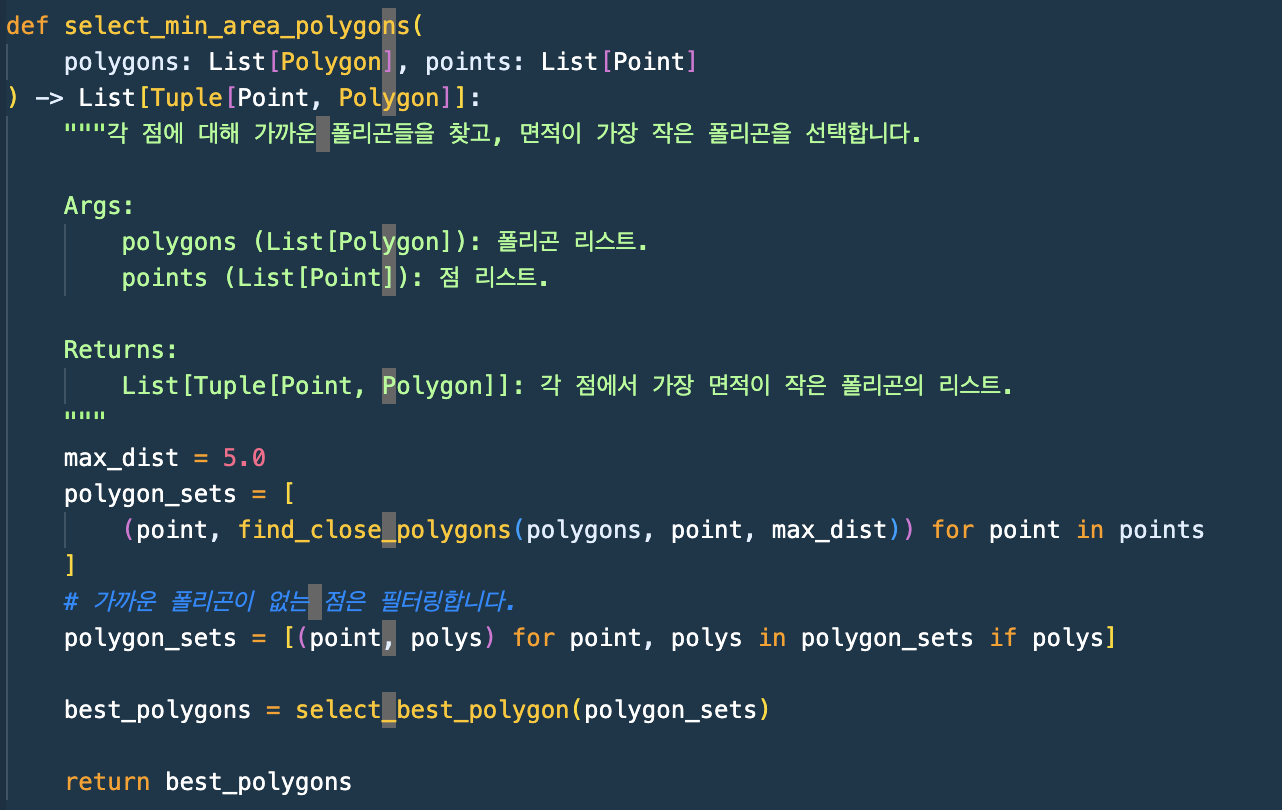 def select_min_area_polygons(
    polygons: List[Polygon], points: List[Point]
) -> List[Tuple[Point, Polygon]]:
    """각 점에 대해 가까운 폴리곤들을 찾고, 면적이 가장 작은 폴리곤을 선택합니다.

    Args:
        polygons (List[Polygon]): 폴리곤 리스트.
        points (List[Point]): 점 리스트.

    Returns:
        List[Tuple[Point, Polygon]]: 각 점에서 가장 면적이 작은 폴리곤의 리스트.
    """
    max_dist = 5.0
    polygon_sets = [
        (point, find_close_polygons(polygons, point, max_dist)) for point in points
    ]
    # 가까운 폴리곤이 없는 점은 필터링합니다.
    polygon_sets = [(point, polys) for point, polys in polygon_sets if polys]

    best_polygons = select_best_polygon(polygon_sets)

    return best_polygons